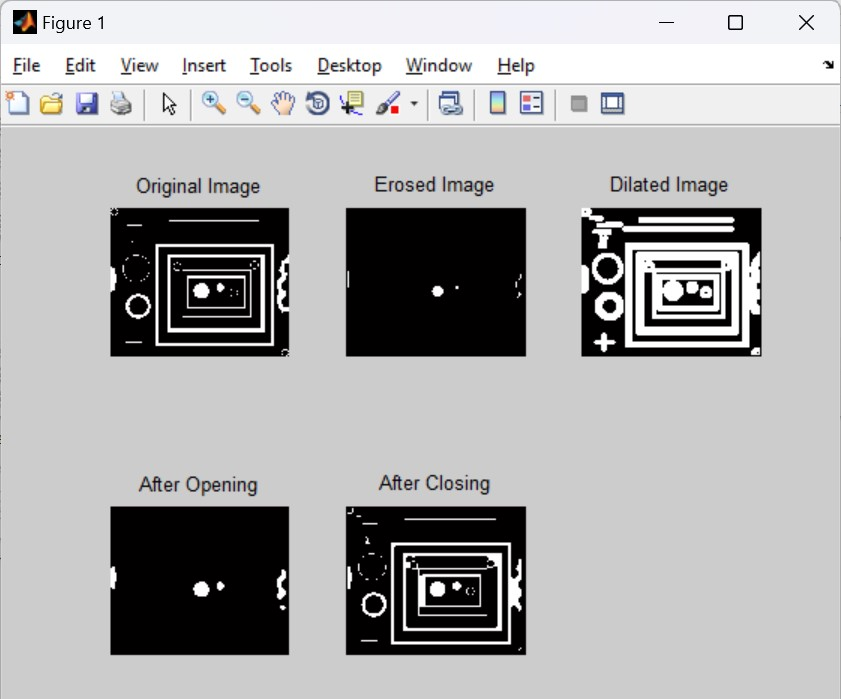 Figure 1
File Edit View Insert Tools Desktop Window Help
Original Image Erosed Image Dilated Image
After Opening After Closing